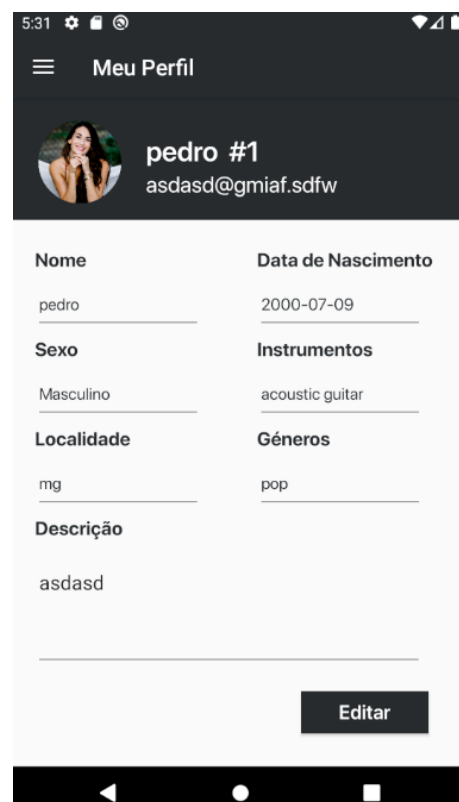 5:31
Meu Perfil
pedro #1
asdasd@gmiaf.sdfw
Nome
Data de Nascimento
pedro
2000-07-09
Sexo
Instrumentos
Masculino
acoustic guitar
Localidade
Géneros
mg
pop
Descrição
asdasd
Editar